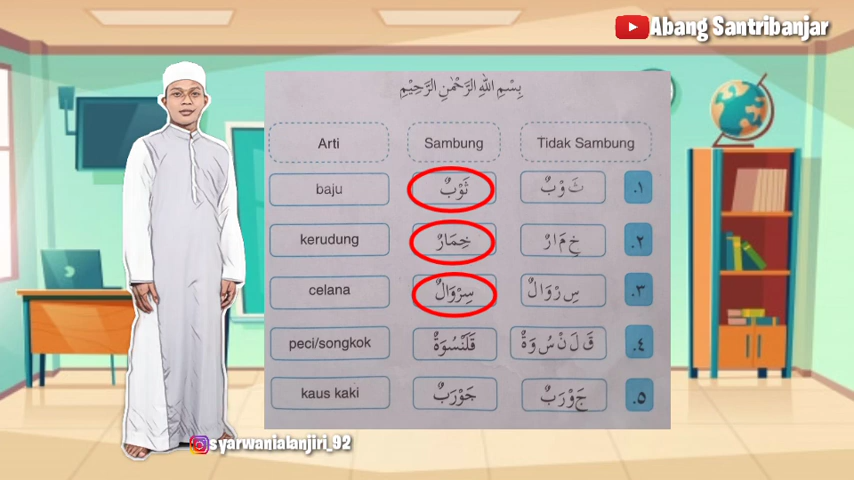 Abang Santribanjar
بِسْمِ اللهِ الرَّحْمٰنِ الرَّحِيْمِ
Arti Sambung Tidak Sambung
baju ثَوْبٌ ثَ وْ بٌ ١.
kerudung خِمَارٌ خِ مَ ا رٌ ٢.
celana سِرْوَالٌ سِ رْ وَ ا لٌ ٣.
peci/songkok قَلَنْسُوَةٌ قَ لَ نْ سُ وَ ةٌ ٤.
kaus kaki جَوْرَبٌ جَ وْ رَ بٌ ٥.
syarwanialanjiri_92